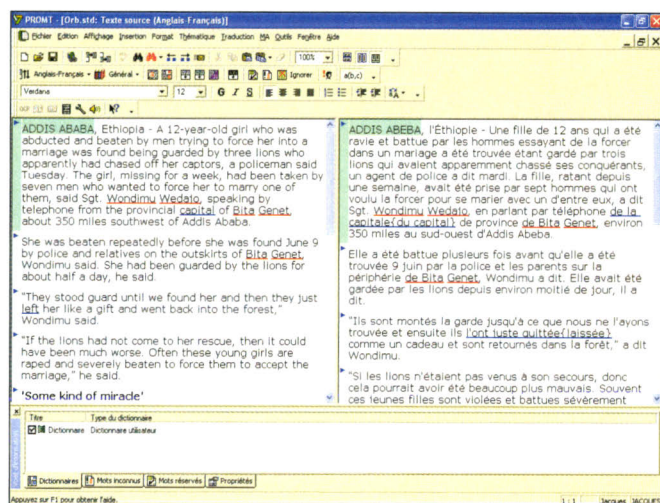 PROMT - [Orb.std: Texte source (Anglais-Français)]
Fichier Edition Affichage Insertion Format Thématique Traduction MA Outils Fenêtre Aide
100%
Anglais-Français Général Ignorer a(b,c)
Verdana 12 G I S
ADDIS ABABA, Ethiopia - A 12-year-old girl who was
abducted and beaten by men trying to force her into a
marriage was found being guarded by three lions who
apparently had chased off her captors, a policeman said
Tuesday. The girl, missing for a week, had been taken by
seven men who wanted to force her to marry one of
them, said Sgt. Wondimu Wedajo, speaking by
telephone from the provincial capital of Bita Genet,
about 350 miles southwest of Addis Ababa.
She was beaten repeatedly before she was found June 9
by police and relatives on the outskirts of Bita Genet,
Wondimu said. She had been guarded by the lions for
about half a day, he said.
"They stood guard until we found her and then they just
left her like a gift and went back into the forest,"
Wondimu said.
"If the lions had not come to her rescue, then it could
have been much worse. Often these young girls are
raped and severely beaten to force them to accept the
marriage," he said.
'Some kind of miracle'
ADDIS ABEBA, l'Éthiopie - Une fille de 12 ans qui a été
ravie et battue par les hommes essayant de la forcer
dans un mariage a été trouvée étant gardé par trois
lions qui avaient apparemment chassé ses conquérants,
un agent de police a dit mardi. La fille, ratant depuis
une semaine, avait été prise par sept hommes qui ont
voulu la forcer pour se marier avec un d'entre eux, a dit
Sgt. Wondimu Wedajo, en parlant par téléphone de la
capitale{du capital} de province de Bita Genet, environ
350 miles au sud-ouest d'Addis Abeba.
Elle a été battue plusieurs fois avant qu'elle a été
trouvée 9 juin par la police et les parents sur la
périphérie de Bita Genet, Wondimu a dit. Elle avait été
gardée par les lions depuis environ moitié de jour, il a
dit.
"Ils sont montés la garde jusqu'à ce que nous ne l'ayons
trouvée et ensuite ils l'ont juste quittée{laissée}
comme un cadeau et sont retournés dans la forêt," a dit
Wondimu.
"Si les lions n'étaient pas venus à son secours, donc
cela pourrait avoir été beaucoup plus mauvais. Souvent
ces jeunes filles sont violées et battues sévèrement
Titre Type du dictionnaire
Dictionnaire Dictionnaire utilisateur
Dictionnaires Mots inconnus Mots réservés Propriétés
Appuyez sur F1 pour obtenir l'aide. 1 : 1 Jacques JACQUES